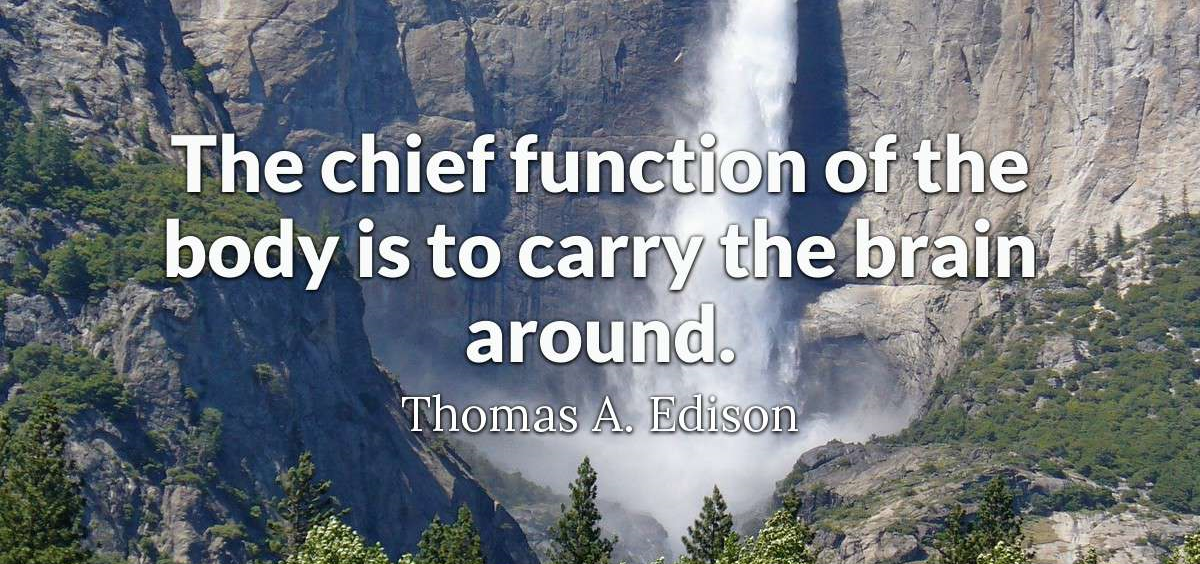 The chief function of the
body is to carry the brain
around.
Thomas A. Edison